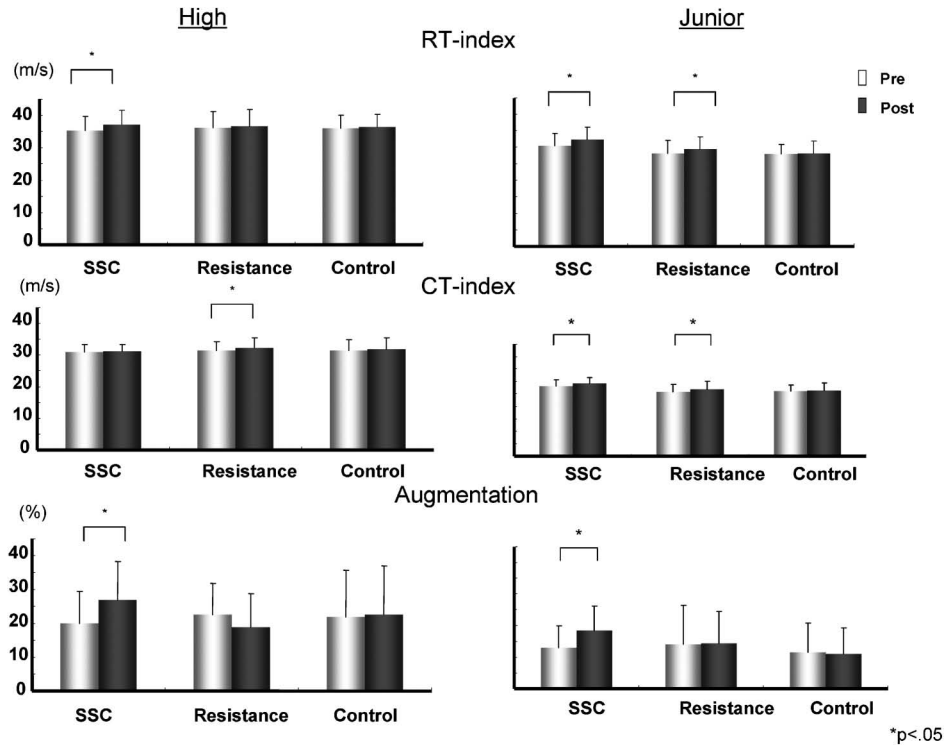 High Junior
RT-index
(m/s) * * * Pre
Post
40
30
20
10
0
SSC Resistance Control SSC Resistance Control
(m/s) CT-index
* * *
40
30
20
10
0
SSC Resistance Control SSC Resistance Control
Augmentation
(%) * *
40
30
20
10
0
SSC Resistance Control SSC Resistance Control
*p<.05